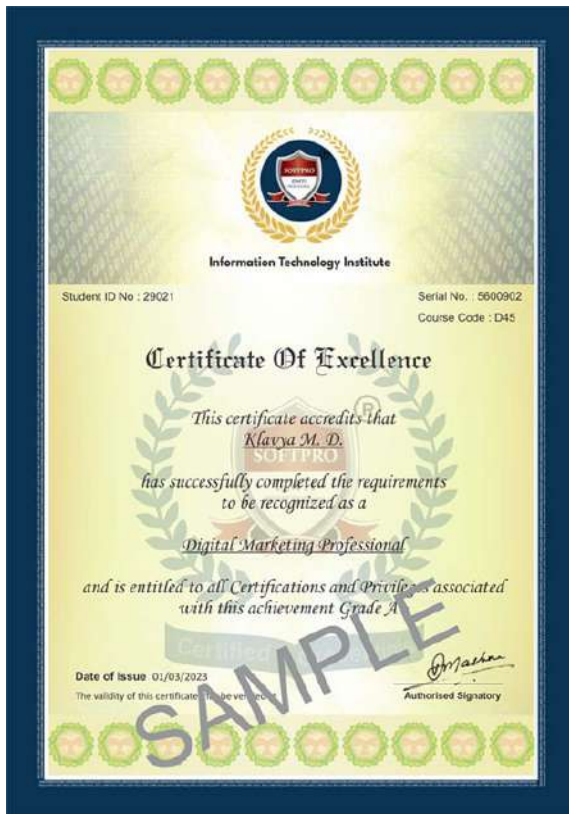 SOFTPRO
Information Technology Institute
Student ID No : 29021
Serial No. : 5600902
Course Code : D45
Certificate Of Excellence
This certificate accredits that
®
Klavya M. D.
SOFTPRO
has successfully completed the requirements
to be recognized as a
Digital Marketing Professional
and is entitled to all Certifications and Privileges associated
with this achievement Grade A
Certified
Date of Issue 01/03/2023
The validity of this certificate be
Authorised Signatory
SAMPLE